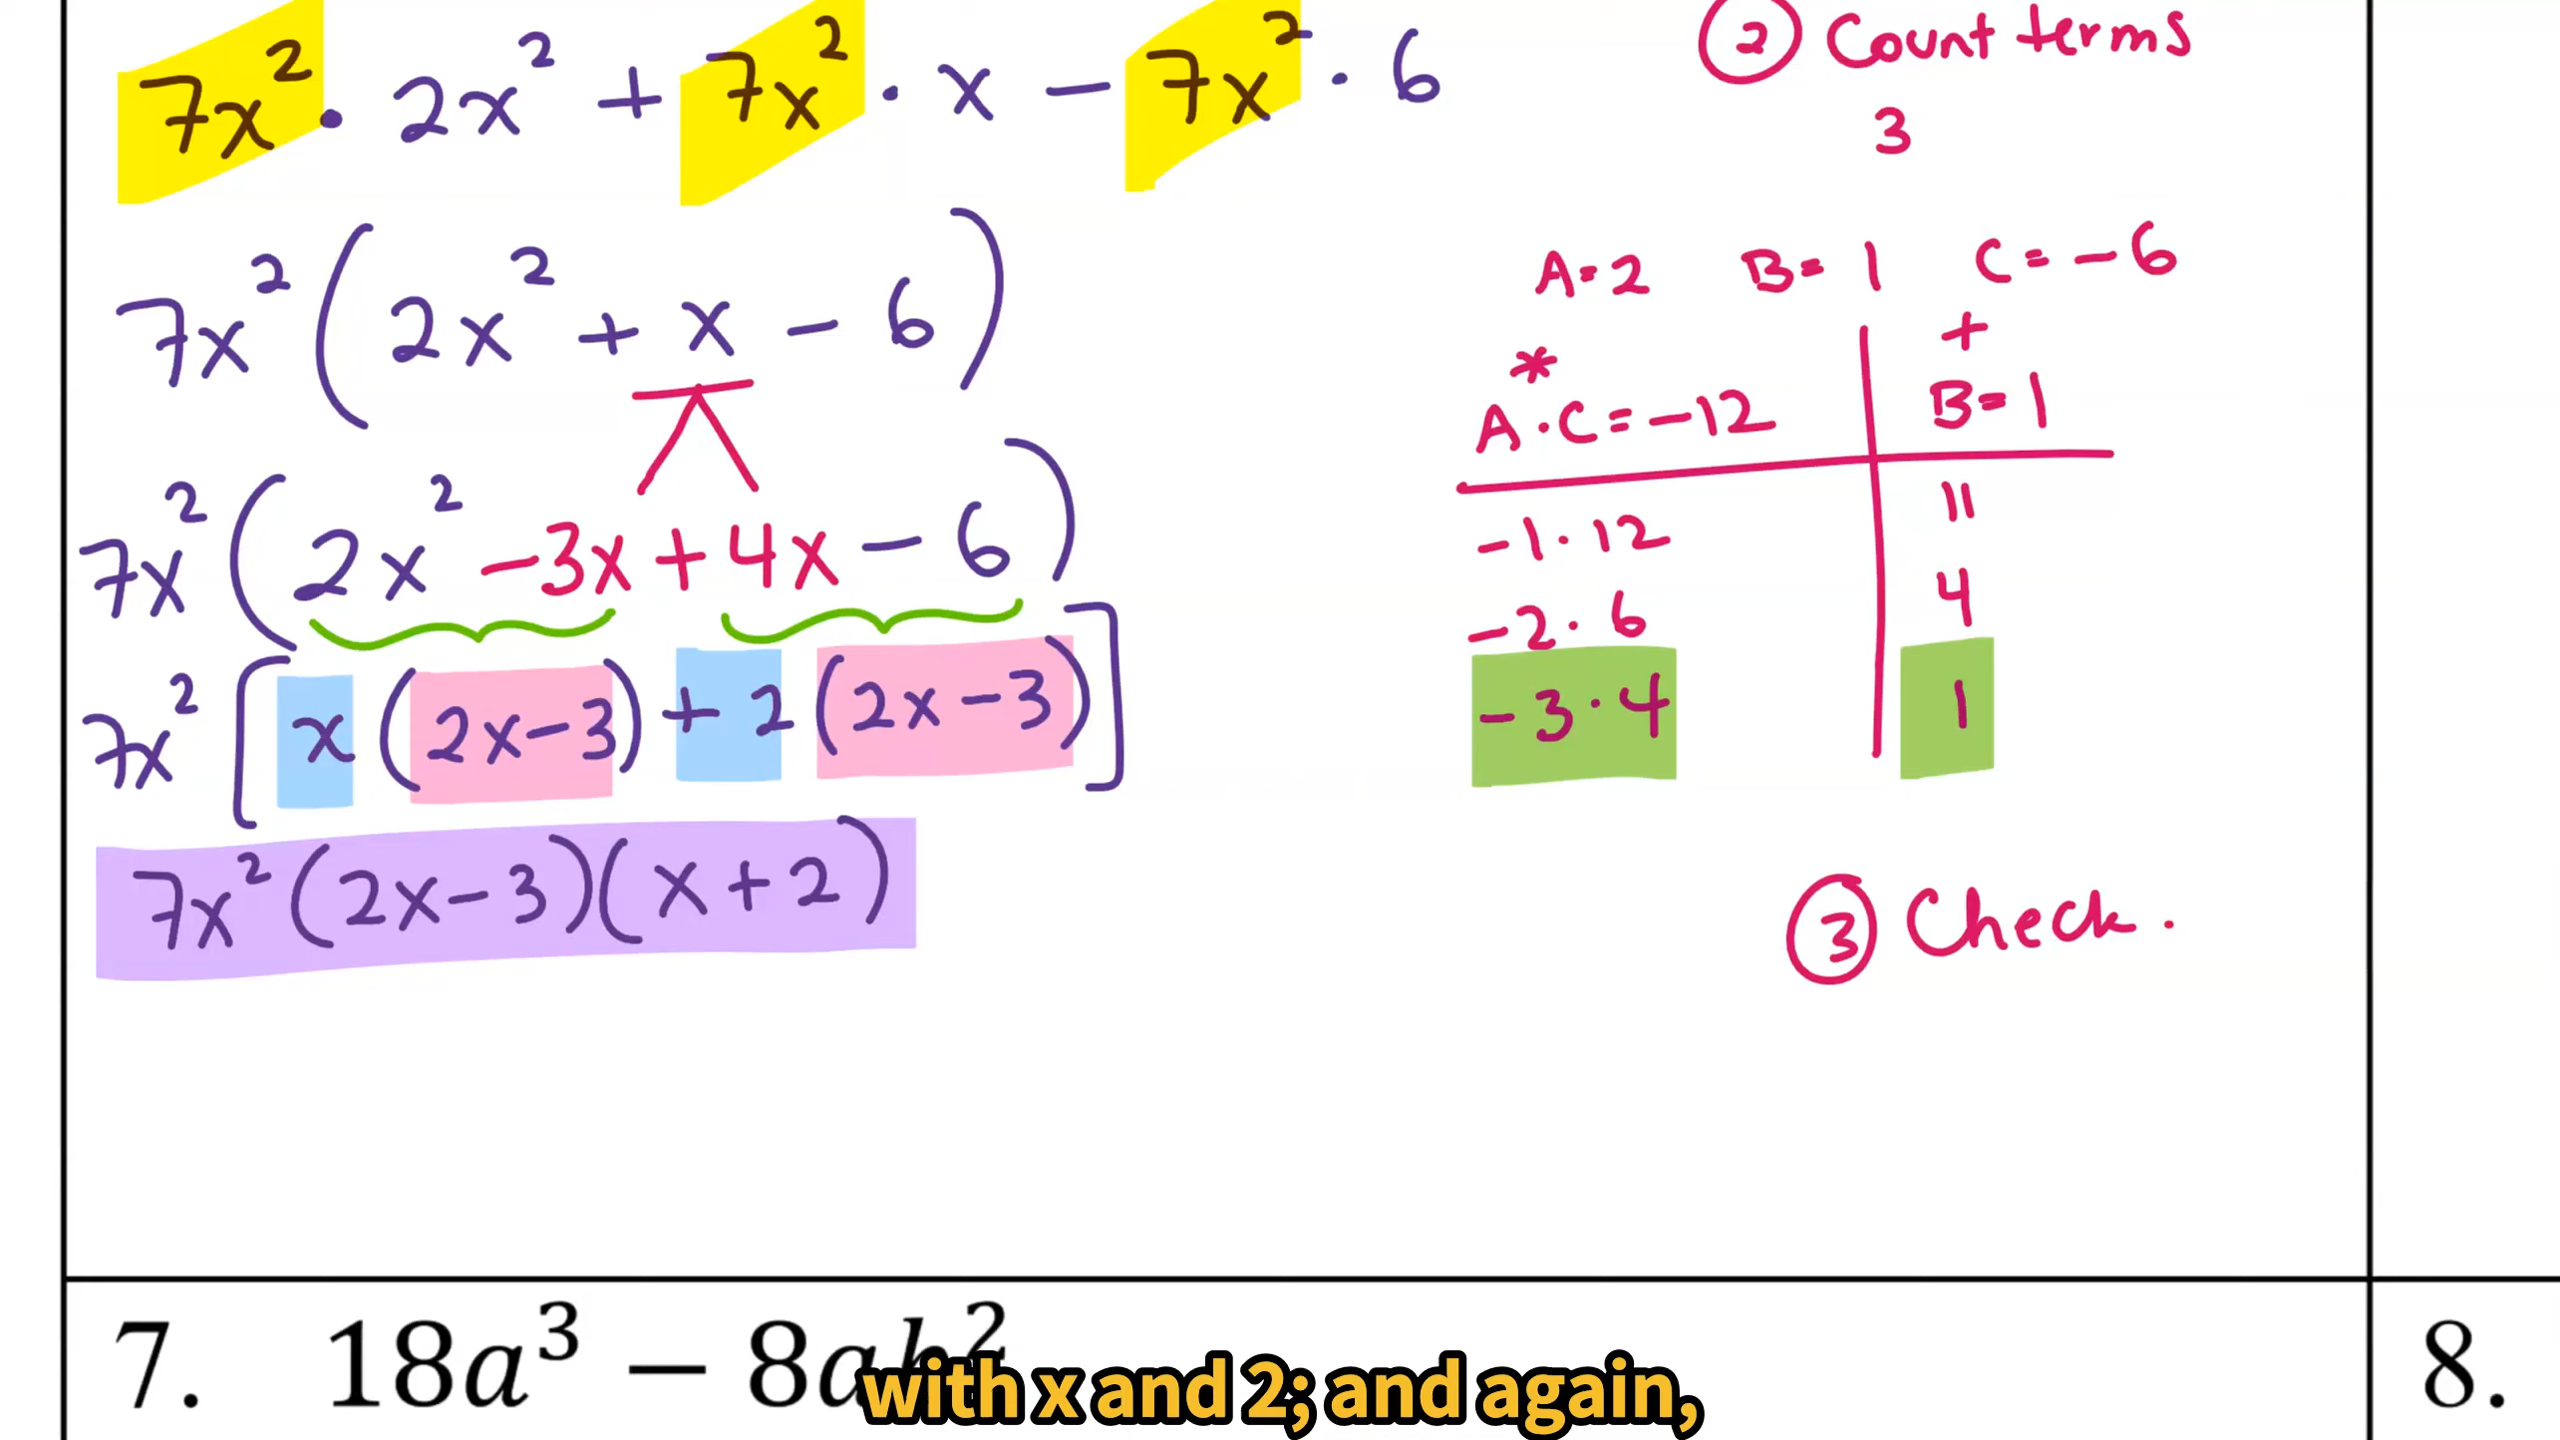 7x² · 2x² + 7x² · x − 7x² · 6
② Count terms
3
7x²(2x² + x − 6)
A=2 B=1 C=−6
* +
A·C=−12 B=1
7x²(2x² −3x + 4x − 6)
−1·12 11
−2·6 4
−3·4 1
7x²[x(2x−3) + 2(2x−3)]
7x²(2x−3)(x+2)
③ Check.
7. 18a³ − 8ab²
8.
with x and 2; and again,